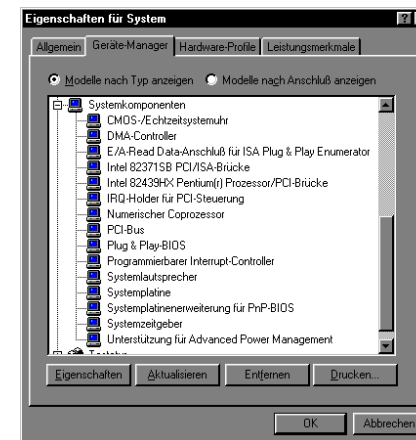 Eigenschaften für System
Allgemein Geräte-Manager Hardware-Profile Leistungsmerkmale
Modelle nach Typ anzeigen Modelle nach Anschluß anzeigen
Systemkomponenten
CMOS-/Echtzeitsystemuhr
DMA-Controller
E/A-Read Data-Anschluß für ISA Plug & Play Enumerator
Intel 82371SB PCI/ISA-Brücke
Intel 82439HX Pentium(r) Prozessor/PCI-Brücke
IRQ-Holder für PCI-Steuerung
Numerischer Coprozessor
PCI-Bus
Plug & Play-BIOS
Programmierbarer Interrupt-Controller
Systemlautsprecher
Systemplatine
Systemplatinenerweiterung für PnP-BIOS
Systemzeitgeber
Unterstützung für Advanced Power Management
Eigenschaften Aktualisieren Entfernen Drucken...
OK Abbrechen